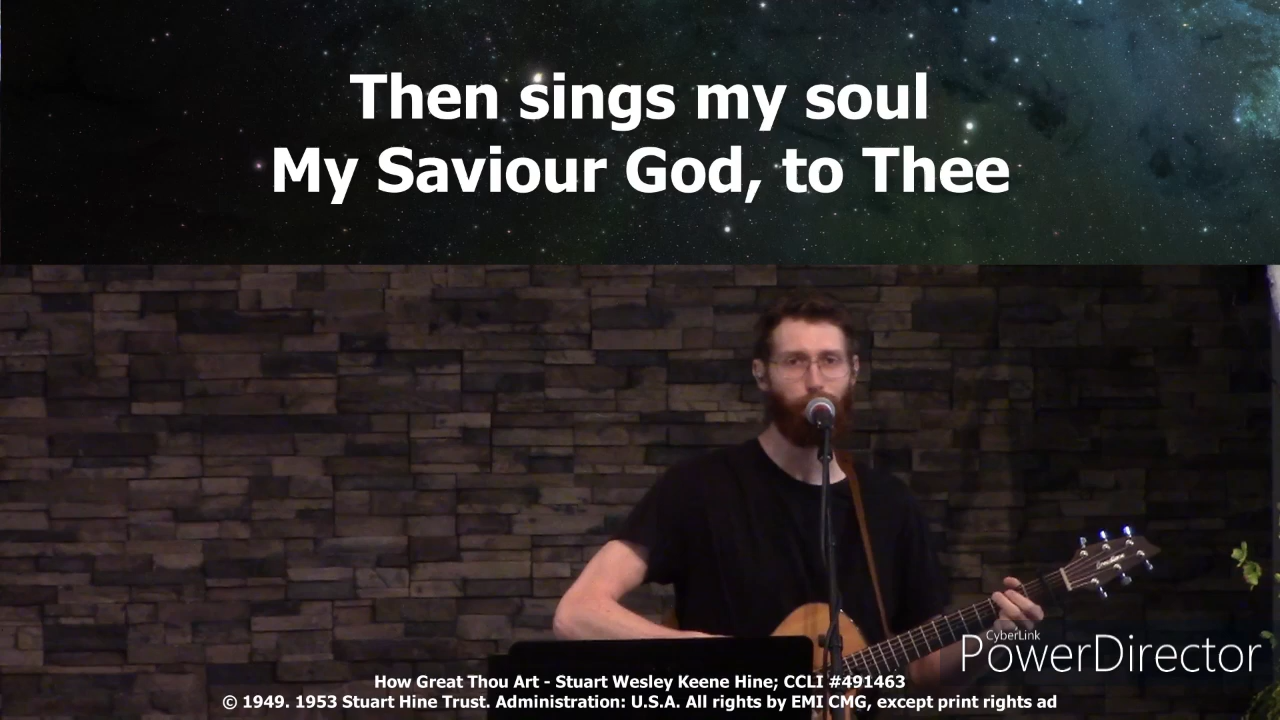 Then sings my soul
My Saviour God, to Thee
CyberLink
PowerDirector
How Great Thou Art - Stuart Wesley Keene Hine; CCLI #491463
© 1949. 1953 Stuart Hine Trust. Administration: U.S.A. All rights by EMI CMG, except print rights ad